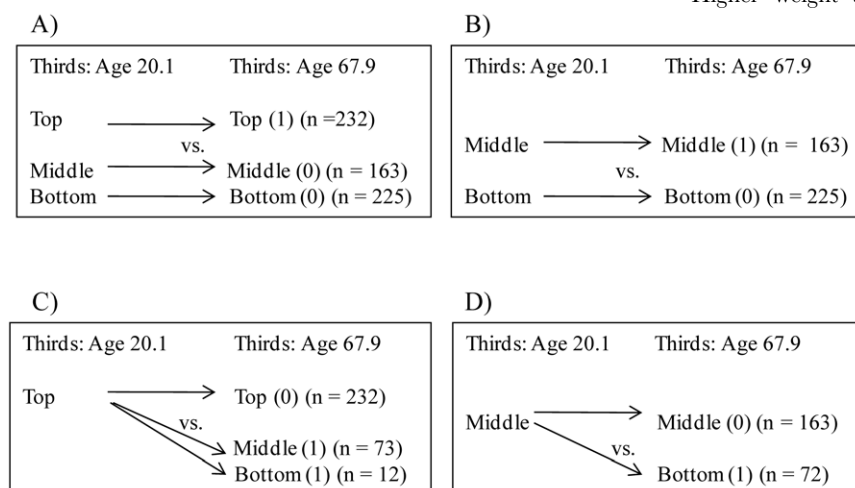 Higher weight
A)
Thirds: Age 20.1 Thirds: Age 67.9
Top Top (1) (n =232)
vs.
Middle Middle (0) (n = 163)
Bottom Bottom (0) (n = 225)
B)
Thirds: Age 20.1 Thirds: Age 67.9
Middle Middle (1) (n = 163)
vs.
Bottom Bottom (0) (n = 225)
C)
Thirds: Age 20.1 Thirds: Age 67.9
Top Top (0) (n = 232)
vs.
Middle (1) (n = 73)
Bottom (1) (n = 12)
D)
Thirds: Age 20.1 Thirds: Age 67.9
Middle Middle (0) (n = 163)
vs.
Bottom (1) (n = 72)